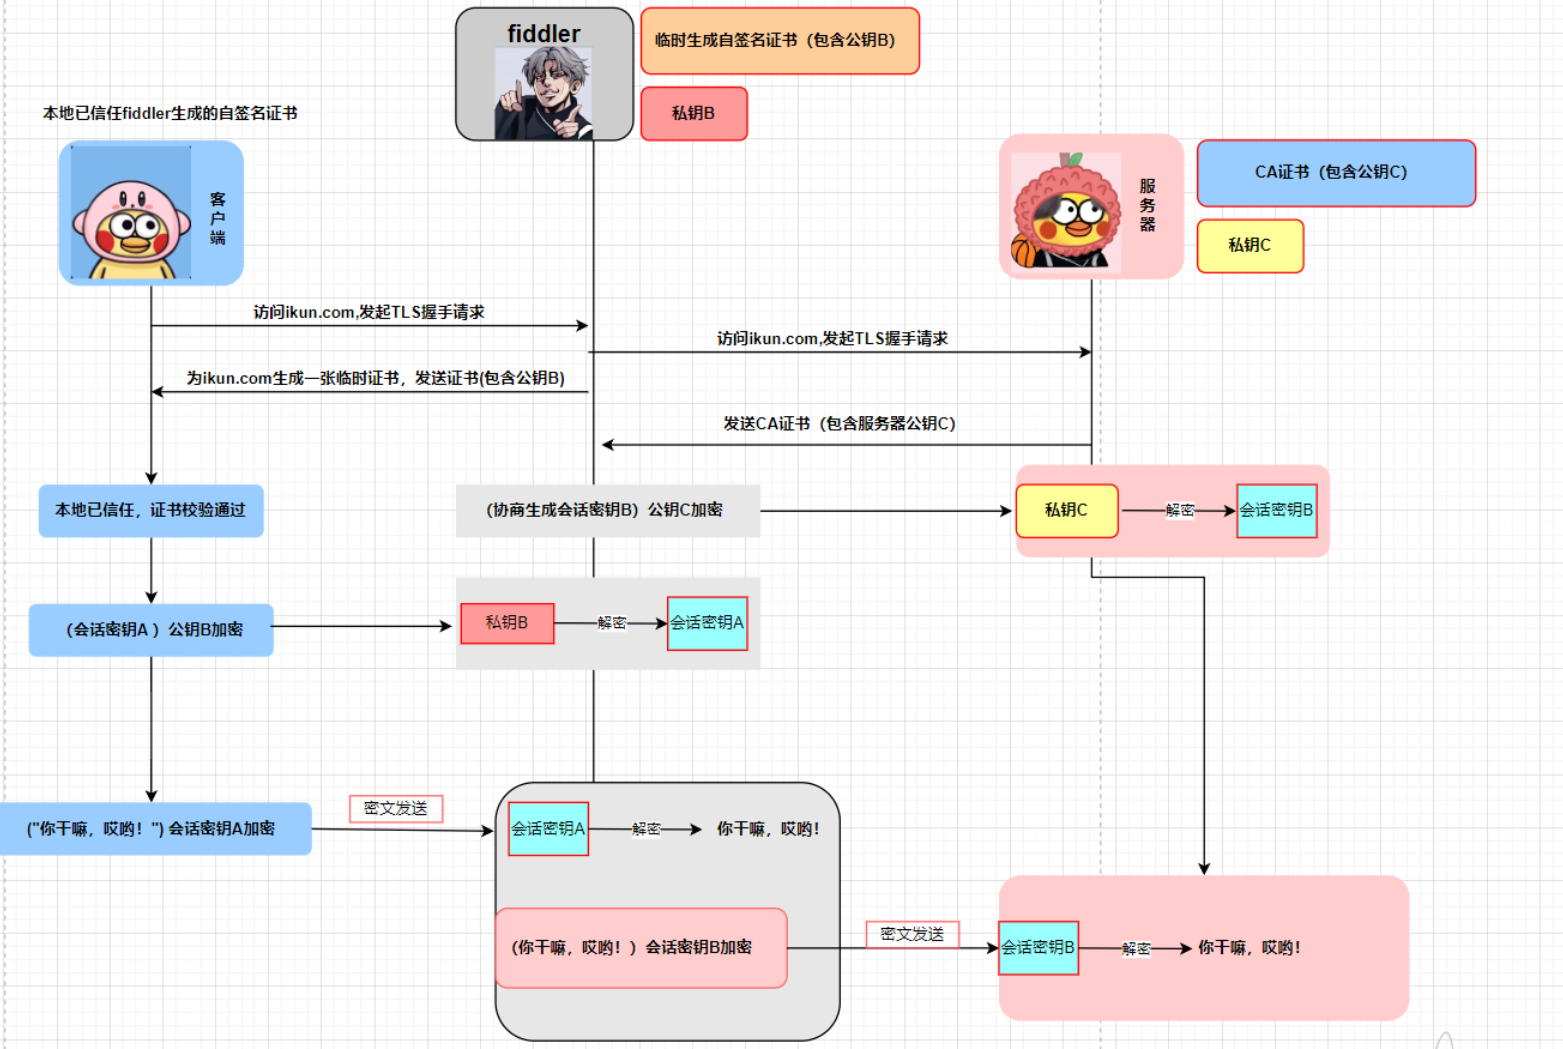 fiddler
临时生成自签名证书（包含公钥B）
私钥B
本地已信任fiddler生成的自签名证书
客户端
服务器
CA证书（包含公钥C）
私钥C
访问ikun.com,发起TLS握手请求
访问ikun.com,发起TLS握手请求
为ikun.com生成一张临时证书，发送证书(包含公钥B)
发送CA证书（包含服务器公钥C）
本地已信任，证书校验通过
(协商生成会话密钥B）公钥C加密
私钥C
解密
会话密钥B
（会话密钥A ）公钥B加密
私钥B
解密
会话密钥A
("你干嘛，哎哟！") 会话密钥A加密
密文发送
会话密钥A
解密
你干嘛，哎哟！
(你干嘛，哎哟！）会话密钥B加密
密文发送
会话密钥B
解密
你干嘛，哎哟！